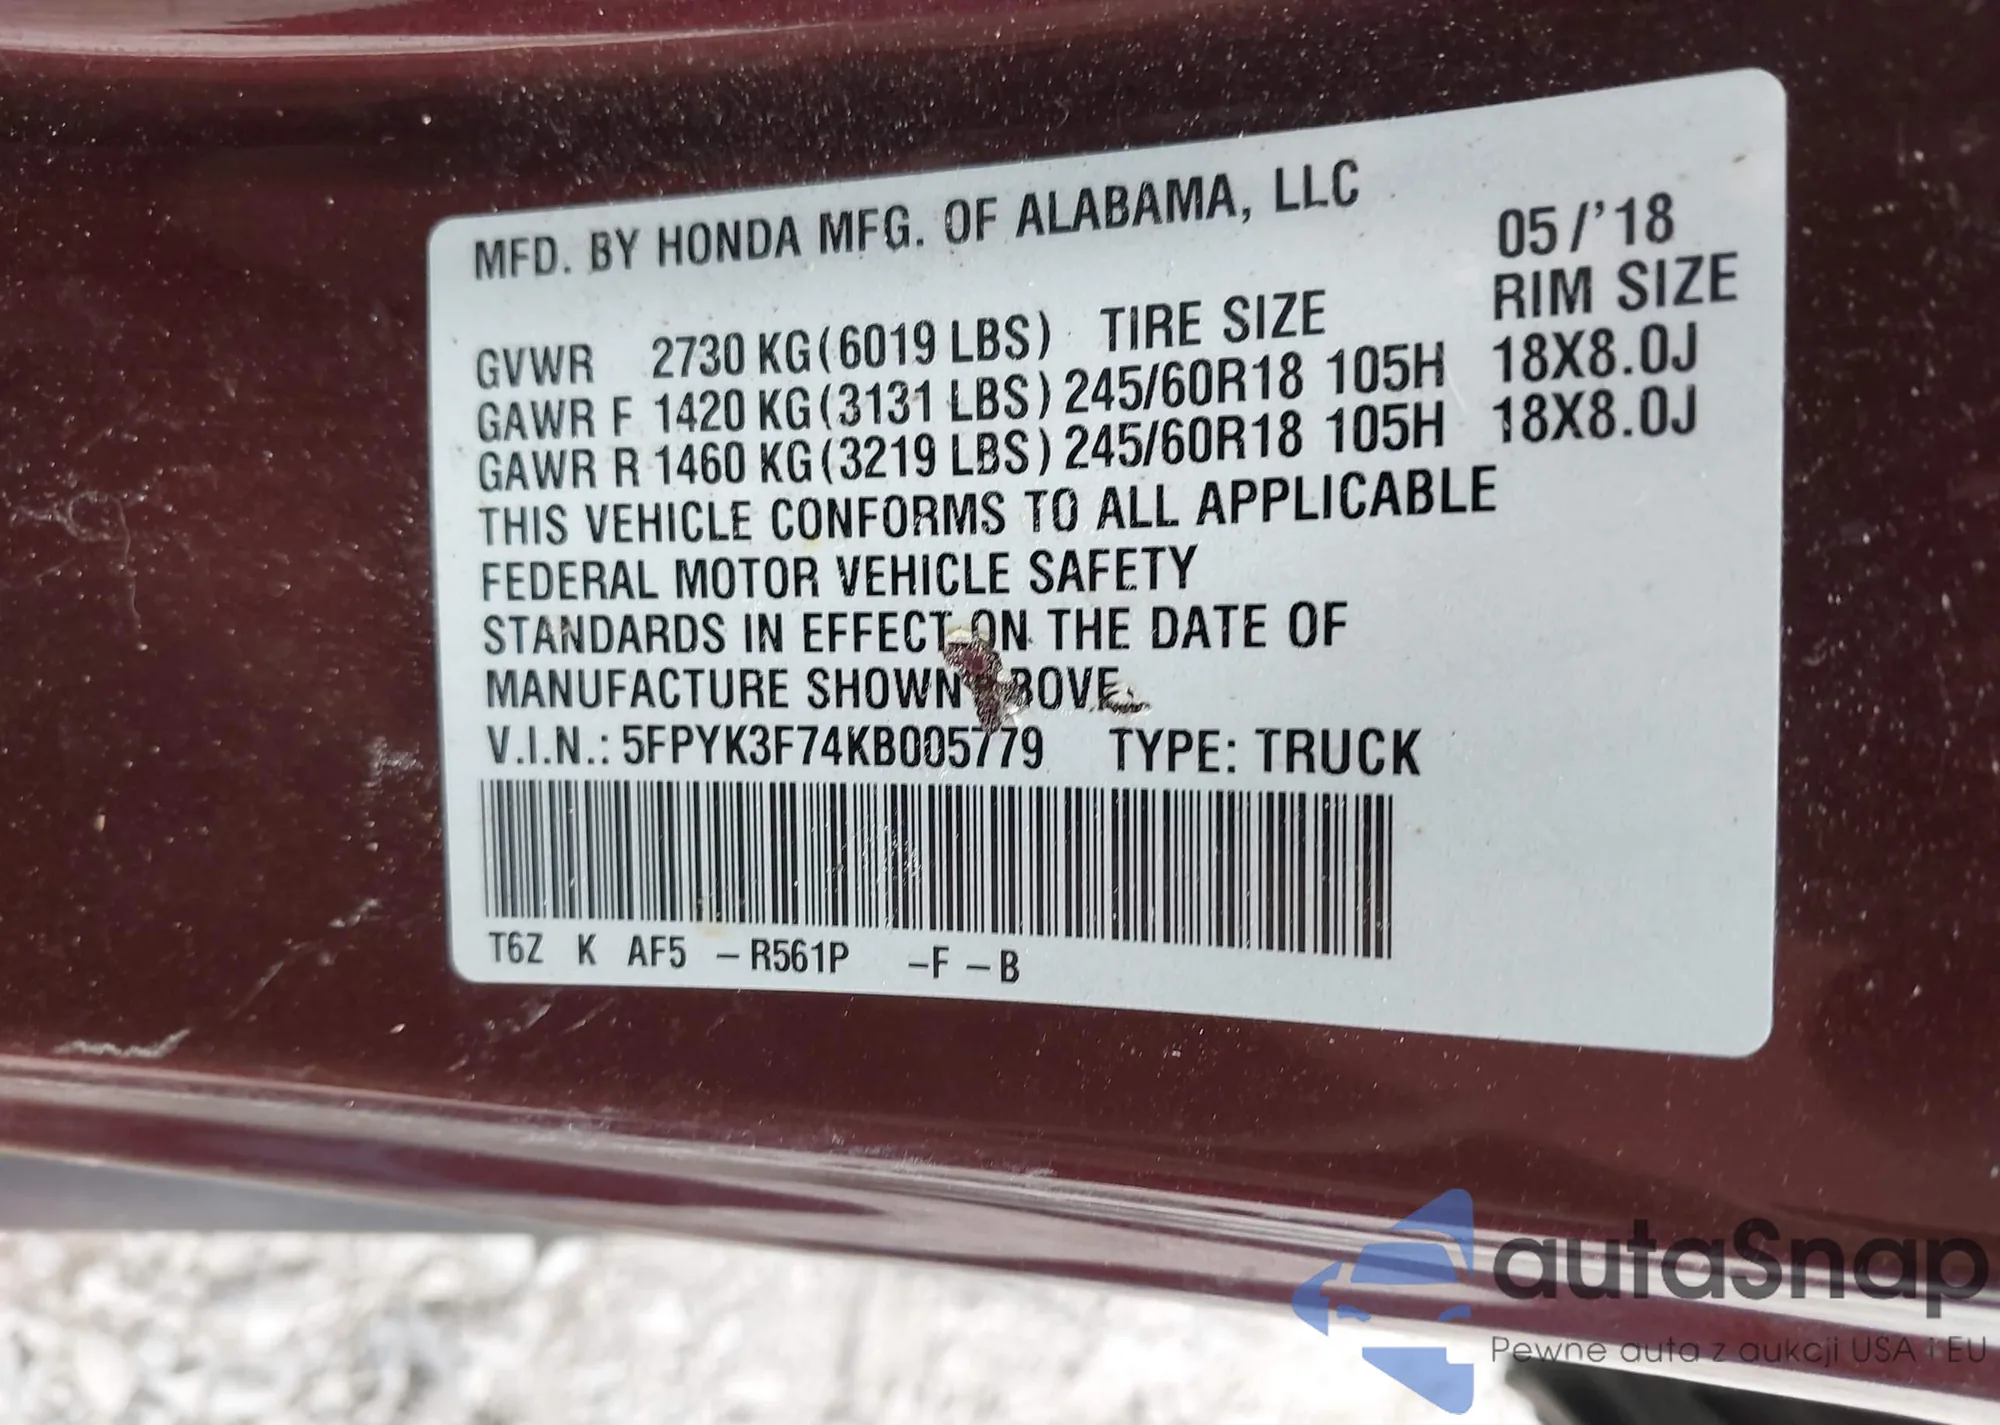 MFD. BY HONDA MFG. OF ALABAMA, LLC 05/'18
GVWR 2730 KG(6019 LBS) TIRE SIZE RIM SIZE
GAWR F 1420 KG(3131 LBS) 245/60R18 105H 18X8.0J
GAWR R 1460 KG(3219 LBS) 245/60R18 105H 18X8.0J
THIS VEHICLE CONFORMS TO ALL APPLICABLE
FEDERAL MOTOR VEHICLE SAFETY
STANDARDS IN EFFECT ON THE DATE OF
MANUFACTURE SHOWN ABOVE.
V.I.N.: 5FPYK3F74KB005779 TYPE: TRUCK
T6Z K AF5 –R561P –F –B
autaSnap
Pewne auta z aukcji USA i EU